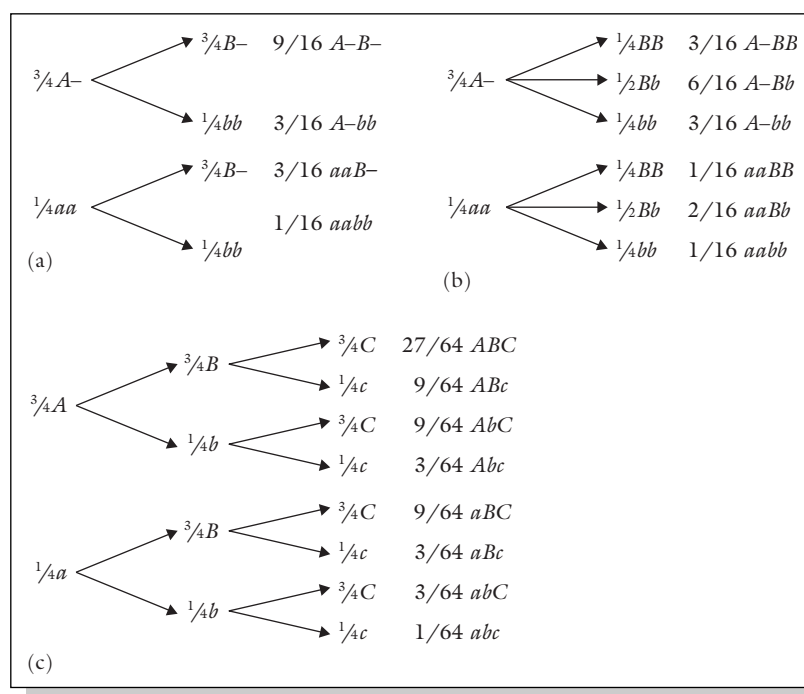 ¾B– 9/16 A–B–
¾A–
¼bb 3/16 A–bb
¾B– 3/16 aaB–
¼aa
1/16 aabb
¼bb
(a)
¼BB 3/16 A–BB
¾A– ½Bb 6/16 A–Bb
¼bb 3/16 A–bb
¼BB 1/16 aaBB
¼aa ½Bb 2/16 aaBb
¼bb 1/16 aabb
(b)
¾C 27/64 ABC
¾B
¼c 9/64 ABc
¾A
¾C 9/64 AbC
¼b
¼c 3/64 Abc
¾C 9/64 aBC
¾B
¼c 3/64 aBc
¼a
¾C 3/64 abC
¼b
¼c 1/64 abc
(c)